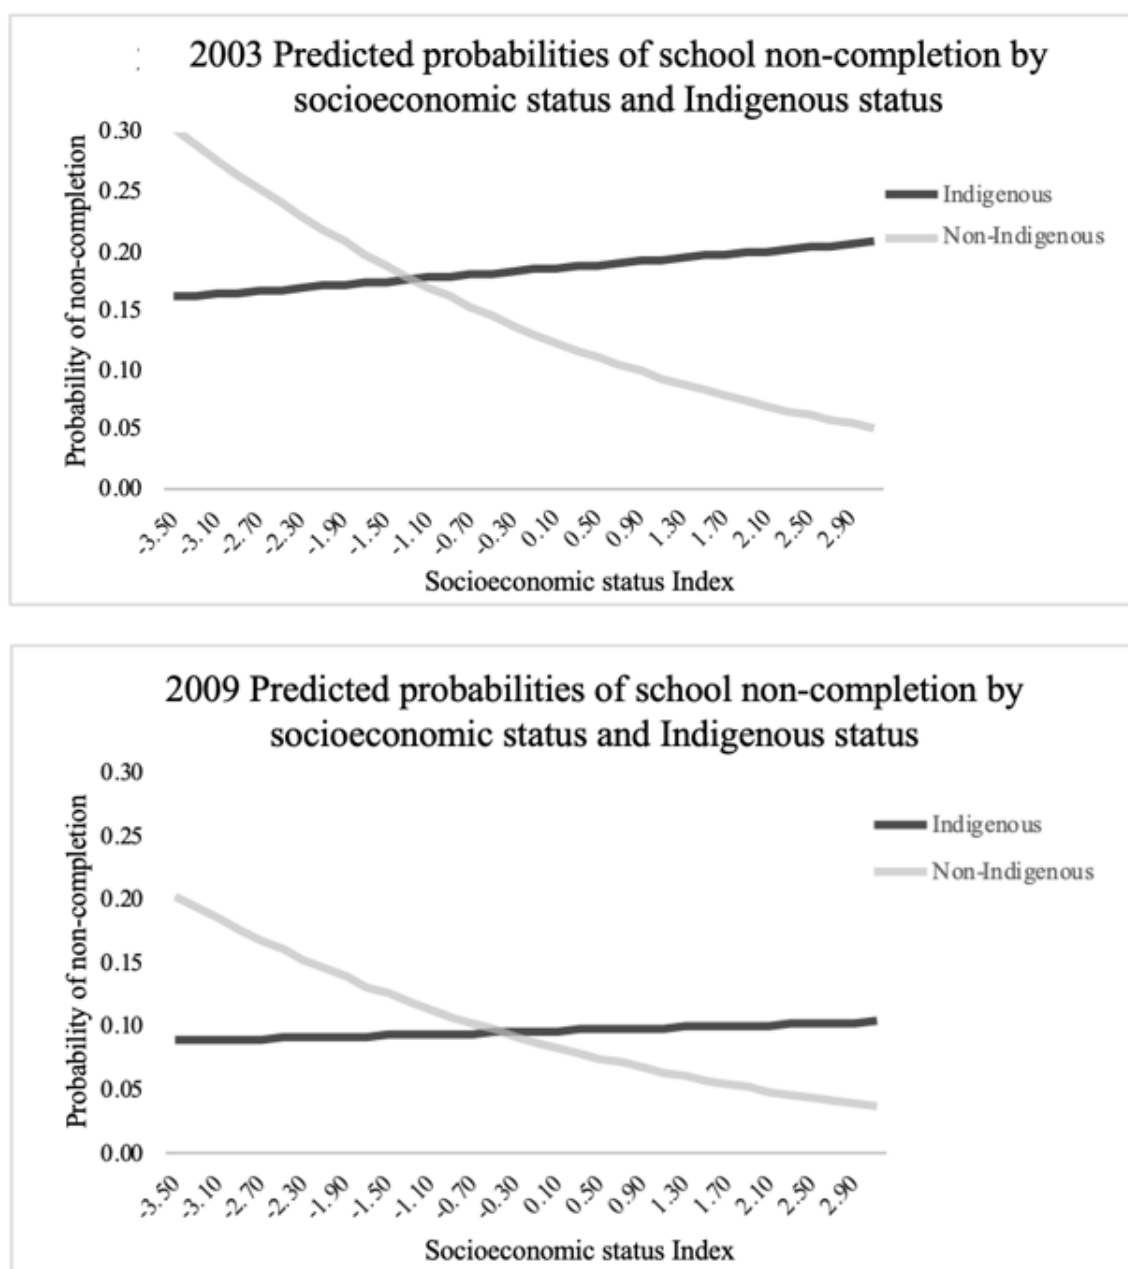 2003 Predicted probabilities of school non-completion by
socioeconomic status and Indigenous status
Probability of non-completion
0.30
0.25
0.20
0.15
0.10
0.05
0.00
Indigenous
Non-Indigenous
-3.50 -3.10 -2.70 -2.30 -1.90 -1.50 -1.10 -0.70 -0.30 0.10 0.50 0.90 1.30 1.70 2.10 2.50 2.90
Socioeconomic status Index
2009 Predicted probabilities of school non-completion by
socioeconomic status and Indigenous status
Probability of non-completion
0.30
0.25
0.20
0.15
0.10
0.05
0.00
Indigenous
Non-Indigenous
-3.50 -3.10 -2.70 -2.30 -1.90 -1.50 -1.10 -0.70 -0.30 0.10 0.50 0.90 1.30 1.70 2.10 2.50 2.90
Socioeconomic status Index